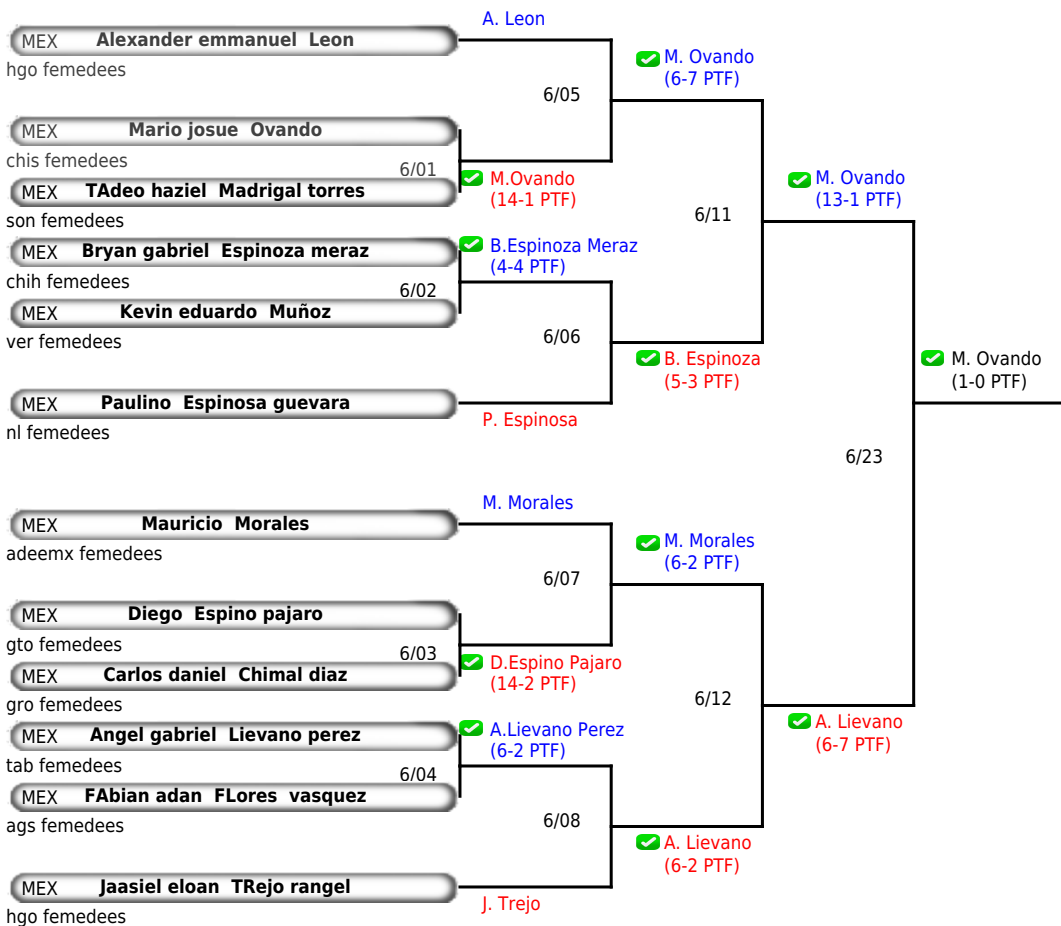 A. Leon
MEX Alexander emmanuel Leon
hgo femedees
6/05
M. Ovando
(6-7 PTF)
MEX Mario josue Ovando
chis femedees
6/01
M.Ovando
(14-1 PTF)
MEX TAdeo haziel Madrigal torres
son femedees
6/11
M. Ovando
(13-1 PTF)
MEX Bryan gabriel Espinoza meraz
chih femedees
B.Espinoza Meraz
(4-4 PTF)
6/02
MEX Kevin eduardo Muñoz
ver femedees
6/06
B. Espinoza
(5-3 PTF)
M. Ovando
(1-0 PTF)
MEX Paulino Espinosa guevara
nl femedees
P. Espinosa
6/23
M. Morales
MEX Mauricio Morales
adeemx femedees
M. Morales
(6-2 PTF)
6/07
MEX Diego Espino pajaro
gto femedees
6/03
D.Espino Pajaro
(14-2 PTF)
MEX Carlos daniel Chimal diaz
gro femedees
6/12
A. Lievano
(6-7 PTF)
MEX Angel gabriel Lievano perez
tab femedees
A.Lievano Perez
(6-2 PTF)
6/04
MEX FAbian adan FLores vasquez
ags femedees
6/08
A. Lievano
(6-2 PTF)
MEX Jaasiel eloan TRejo rangel
hgo femedees
J. Trejo